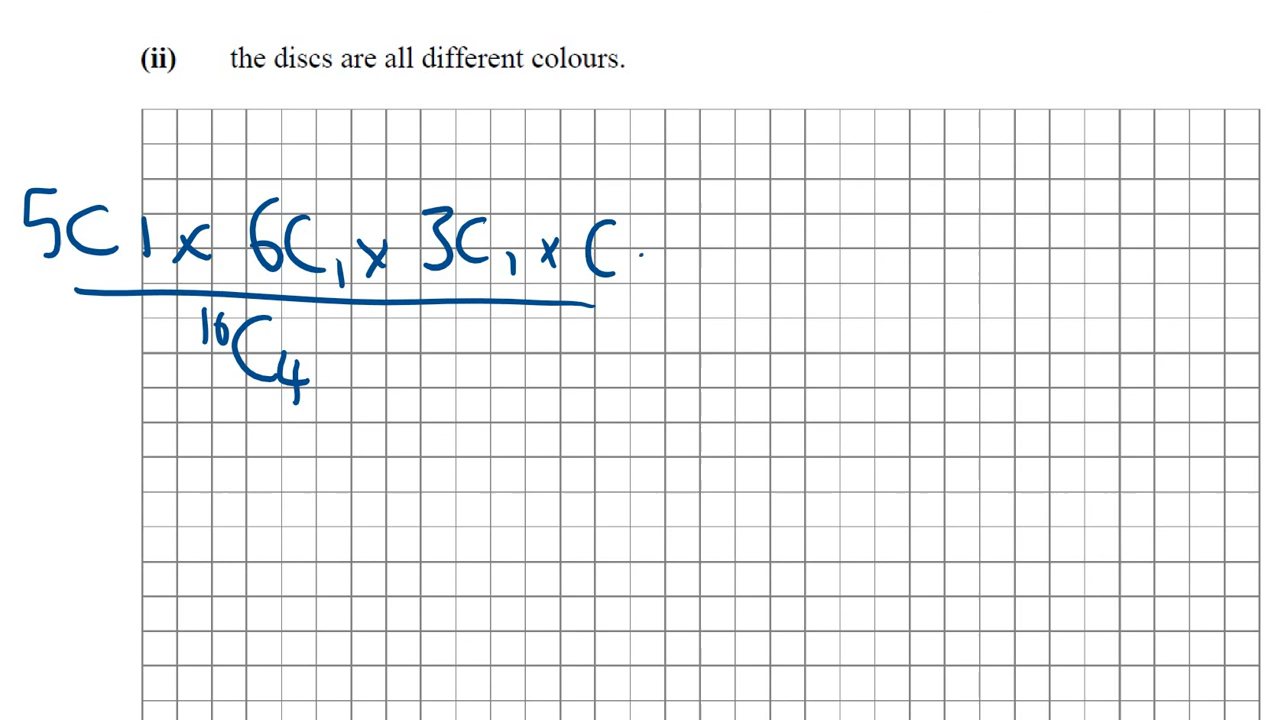 (ii) the discs are all different colours.
5C1 x 6C1 x 3C1 x C
16C4